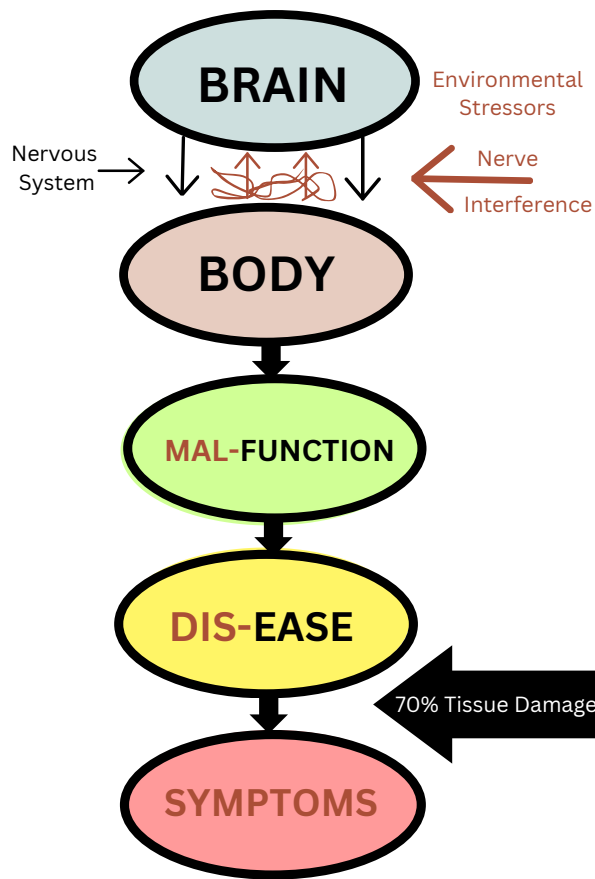 BRAIN
Environmental
Stressors
Nervous
System
Nerve
Interference
BODY
MAL-FUNCTION
DIS-EASE
70% Tissue Damage
SYMPTOMS